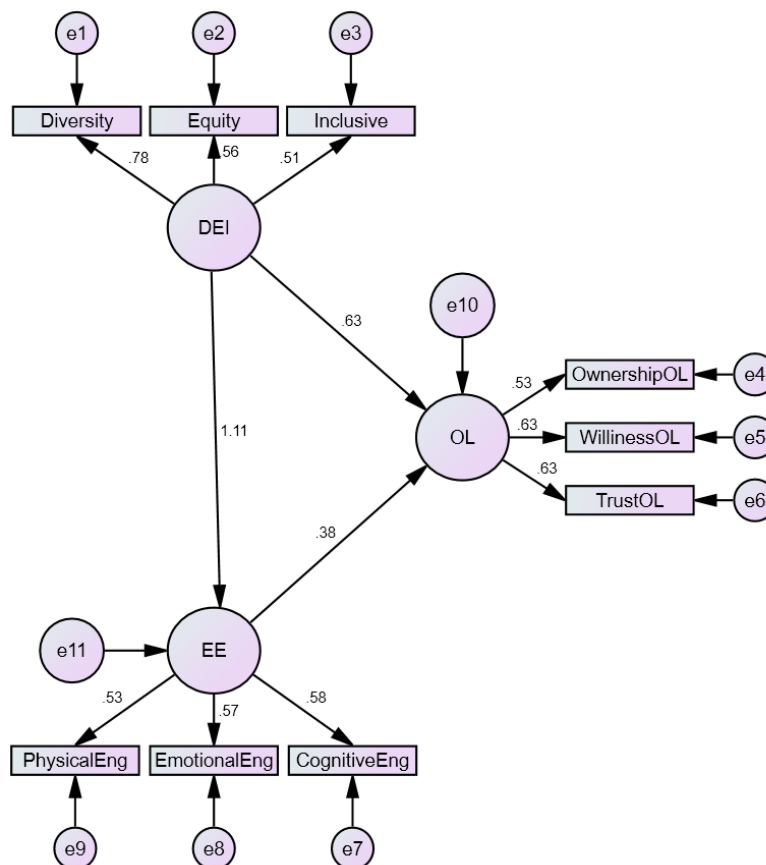 e1
e2
e3
Diversity
Equity
Inclusive
.78
.56
.51
DEI
e10
.63
OwnershipOL
e4
.53
OL
.63
WillinessOL
e5
1.11
.63
TrustOL
e6
.38
e11
EE
.53
.57
.58
PhysicalEng
EmotionalEng
CognitiveEng
e9
e8
e7